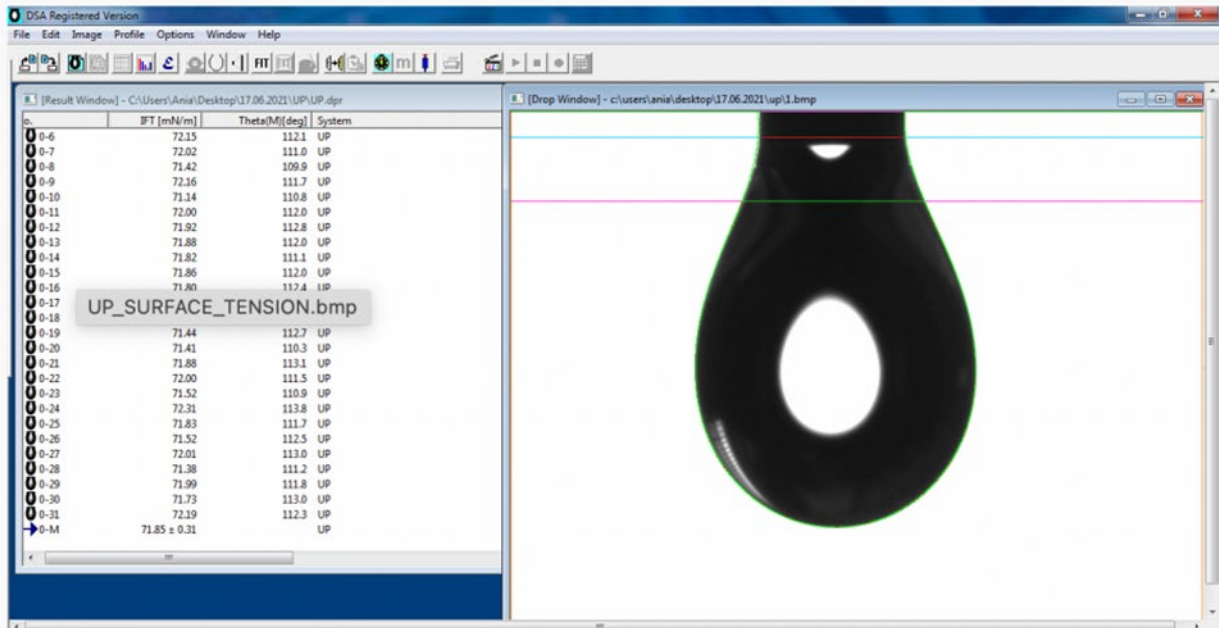 DSA Registered Version
File Edit Image Profile Options Window Help
FIT
m
[Result Window] - C:\Users\Ania\Desktop\17.06.2021\UP\UP.dpr
o. IFT [mN/m] Theta(M)[deg] System
0-6 72.15 112.1 UP
0-7 72.02 111.0 UP
0-8 71.42 109.9 UP
0-9 72.16 111.7 UP
0-10 71.14 110.8 UP
0-11 72.00 112.0 UP
0-12 71.92 112.8 UP
0-13 71.88 112.0 UP
0-14 71.82 111.1 UP
0-15 71.86 112.0 UP
0-16 71.80 112.4 UP
0-17
UP_SURFACE_TENSION.bmp
0-18
0-19 71.44 112.7 UP
0-20 71.41 110.3 UP
0-21 71.88 113.1 UP
0-22 72.00 111.5 UP
0-23 71.52 110.9 UP
0-24 72.31 113.8 UP
0-25 71.83 111.7 UP
0-26 71.52 112.5 UP
0-27 72.01 113.0 UP
0-28 71.38 111.2 UP
0-29 71.99 111.8 UP
0-30 71.73 113.0 UP
0-31 72.19 112.3 UP
0-M 71.85 ± 0.31 UP
[Drop Window] - c:\users\ania\desktop\17.06.2021\up\1.bmp